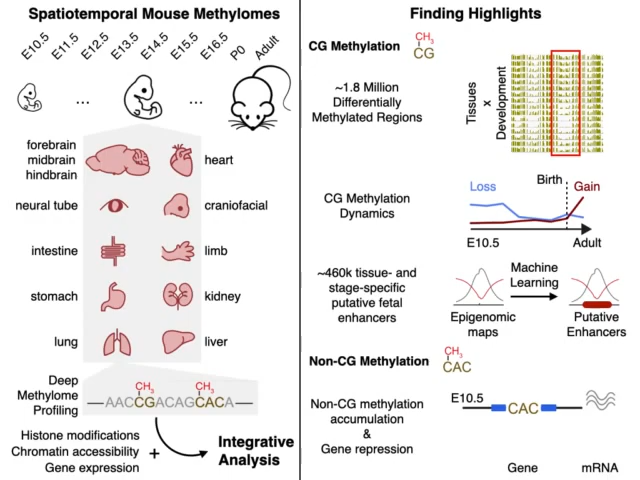 Spatiotemporal Mouse Methylomes
E10.5 E11.5 E12.5 E13.5 E14.5 E15.5 E16.5 P0 Adult
... ...
forebrain
midbrain
hindbrain
heart
neural tube
craniofacial
intestine
limb
stomach
kidney
lung
liver
Deep
Methylome
Profiling
CH3 CH3
AACCGACAGCACA
Histone modifications
Chromatin accessibility
Gene expression
+
Integrative
Analysis
Finding Highlights
CG Methylation
CH3
CG
~1.8 Million
Differentially
Methylated Regions
Tissues
x
Development
CG Methylation
Dynamics
Loss
Birth
Gain
E10.5
Adult
~460k tissue- and
stage-specific
putative fetal
enhancers
Machine
Learning
Epigenomic
maps
Putative
Enhancers
Non-CG Methylation
CH3
CAC
Non-CG methylation
accumulation
&
Gene repression
E10.5
CAC
Gene
mRNA